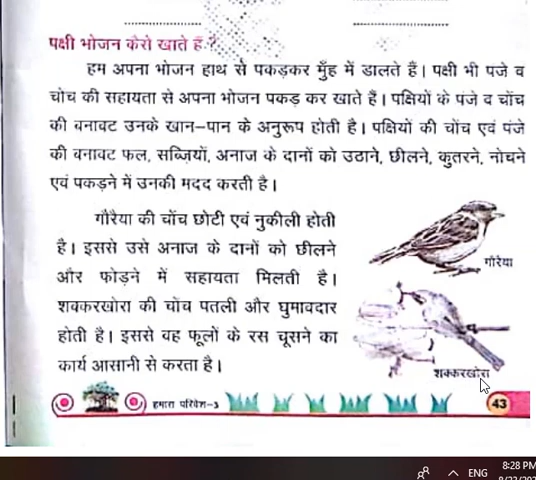 पक्षी भोजन कैसे खाते हैं ?
हम अपना भोजन हाथ से पकड़कर मुँह में डालते हैं। पक्षी भी पंजे व
चोंच की सहायता से अपना भोजन पकड़ कर खाते हैं। पक्षियों के पंजे व चोंच
की बनावट उनके खान-पान के अनुरूप होती है। पक्षियों की चोंच एवं पंजे
की बनावट फल, सब्ज़ियों, अनाज के दानों को उठाने, छीलने, कुतरने, नोचने
एवं पकड़ने में उनकी मदद करती है।
गौरैया की चोंच छोटी एवं नुकीली होती
है। इससे उसे अनाज के दानों को छीलने
और फोड़ने में सहायता मिलती है।
शक्करखोरा की चोंच पतली और घुमावदार
होती है। इससे वह फूलों के रस चूसने का
कार्य आसानी से करता है।
गौरैया
शक्करखोरा
हमारा परिवेश-3
43
8:28 PM
ENG